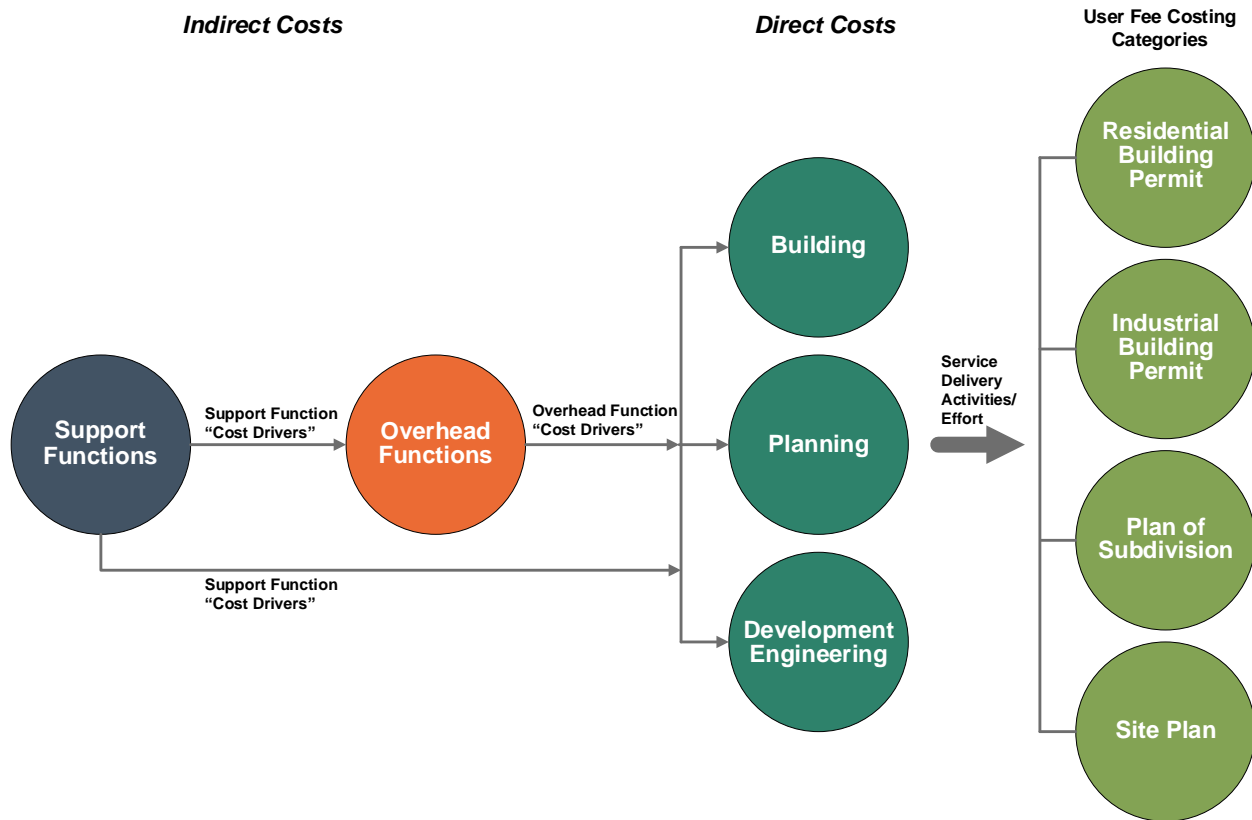 Indirect Costs
Direct Costs
User Fee Costing
Categories
Support
Functions
Support Function
“Cost Drivers”
Overhead
Functions
Overhead Function
“Cost Drivers”
Support Function
“Cost Drivers”
Building
Planning
Development
Engineering
Service
Delivery
Activities/
Effort
Residential
Building
Permit
Industrial
Building
Permit
Plan of
Subdivision
Site Plan